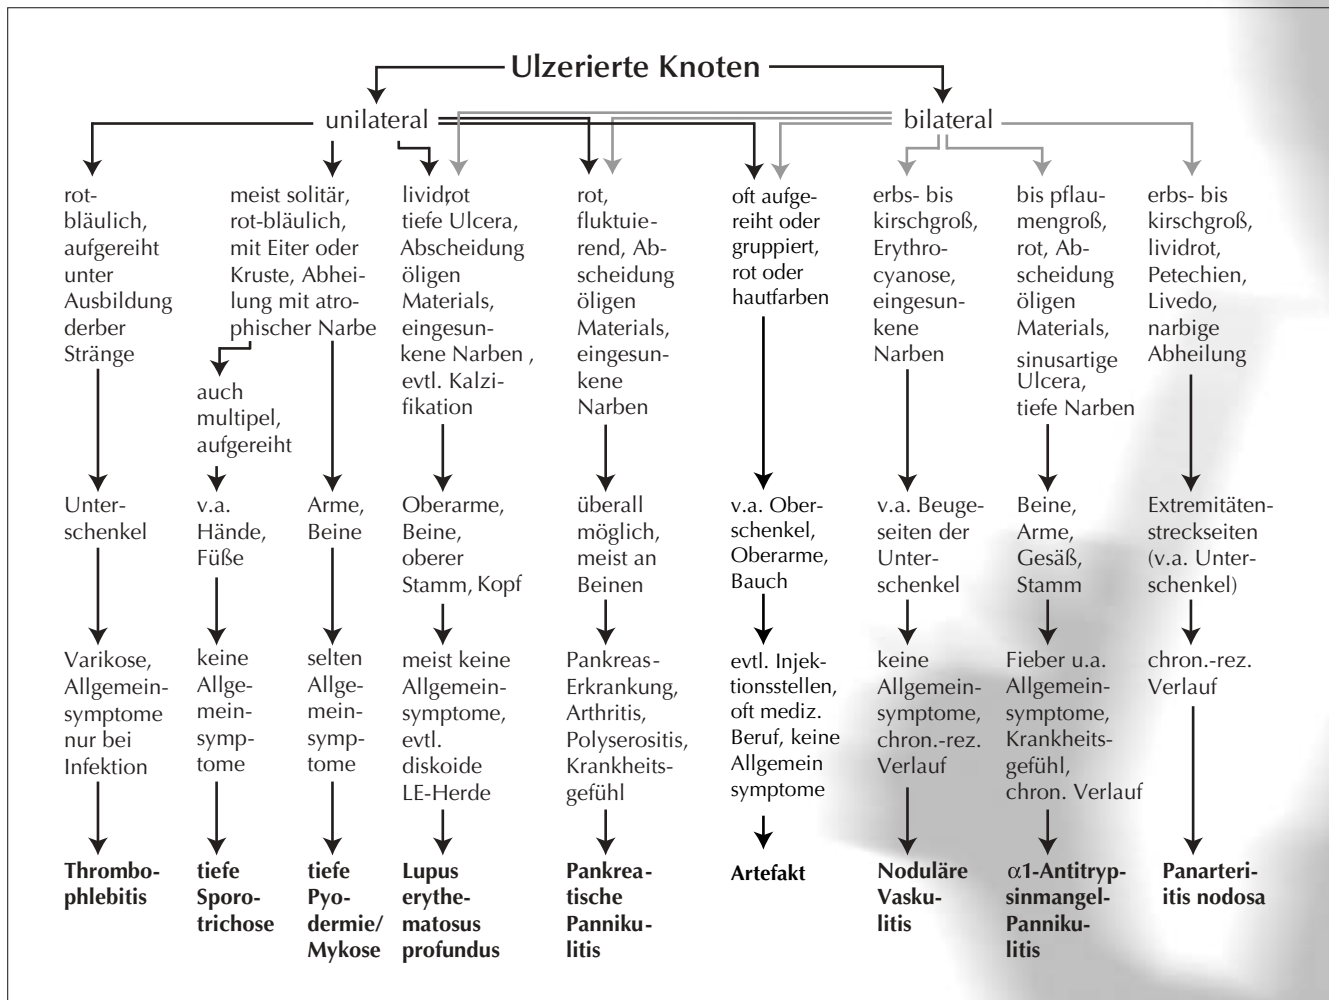 Ulzerierte Knoten
unilateral
bilateral
rot-
bläulich,
aufgereiht
unter
Ausbildung
derber
Stränge
Unter-
schenkel
Varikose,
Allgemein-
symptome
nur bei
Infektion
Thrombo-
phlebitis
meist solitär,
rot-bläulich,
mit Eiter oder
Kruste, Abhei-
lung mit atro-
phischer Narbe
auch
multipel,
aufgereiht
v.a.
Hände,
Füße
keine
Allge-
mein-
symp-
tome
tiefe
Sporo-
trichose
Arme,
Beine
selten
Allge-
mein-
symp-
tome
tiefe
Pyo-
dermie/
Mykose
lividrot,
tiefe Ulcera,
Abscheidung
öligen
Materials,
eingesun-
kene Narben ,
evtl. Kalzi-
fikation
Oberarme,
Beine,
oberer
Stamm, Kopf
meist keine
Allgemein-
symptome,
evtl.
diskoide
LE-Herde
Lupus
erythe-
matosus
profundus
rot,
fluktuie-
rend, Ab-
scheidung
öligen
Materials,
eingesun-
kene
Narben
überall
möglich,
meist an
Beinen
Pankreas-
Erkrankung,
Arthritis,
Polyserositis,
Krankheits-
gefühl
Pankrea-
tische
Panniku-
litis
oft aufge-
reiht oder
gruppiert,
rot oder
hautfarben
v.a. Ober-
schenkel,
Oberarme,
Bauch
evtl. Injek-
tionsstellen,
oft mediz.
Beruf, keine
Allgemein
symptome
Artefakt
erbs- bis
kirschgroß,
Erythro-
cyanose,
eingesun-
kene
Narben
v.a. Beuge-
seiten der
Unter-
schenkel
keine
Allgemein-
symptome,
chron.-rez.
Verlauf
Noduläre
Vasku-
litis
bis pflau-
mengroß,
rot, Ab-
scheidung
öligen
Materials,
sinusartige
Ulcera,
tiefe Narben
Beine,
Arme,
Gesäß,
Stamm
Fieber u.a.
Allgemein-
symptome,
Krankheits-
gefühl,
chron. Verlauf
α1-Antitryp-
sinmangel-
Panniku-
litis
erbs- bis
kirschgroß,
lividrot,
Petechien,
Livedo,
narbige
Abheilung
Extremitäten-
streckseiten
(v.a. Unter-
schenkel)
chron.-rez.
Verlauf
Panarteri-
itis nodosa